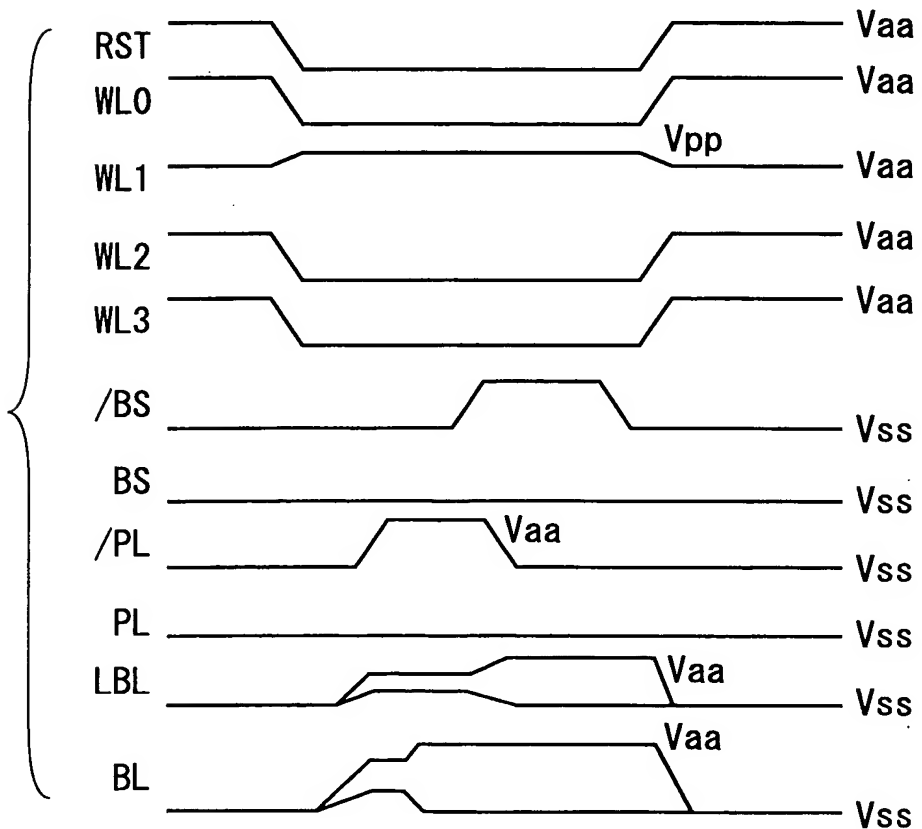 RST Vaa
WL0 Vaa
Vpp
WL1 Vaa
WL2 Vaa
WL3 Vaa
/BS Vss
BS Vss
/PL Vaa Vss
PL Vss
LBL Vaa Vss
BL Vaa Vss